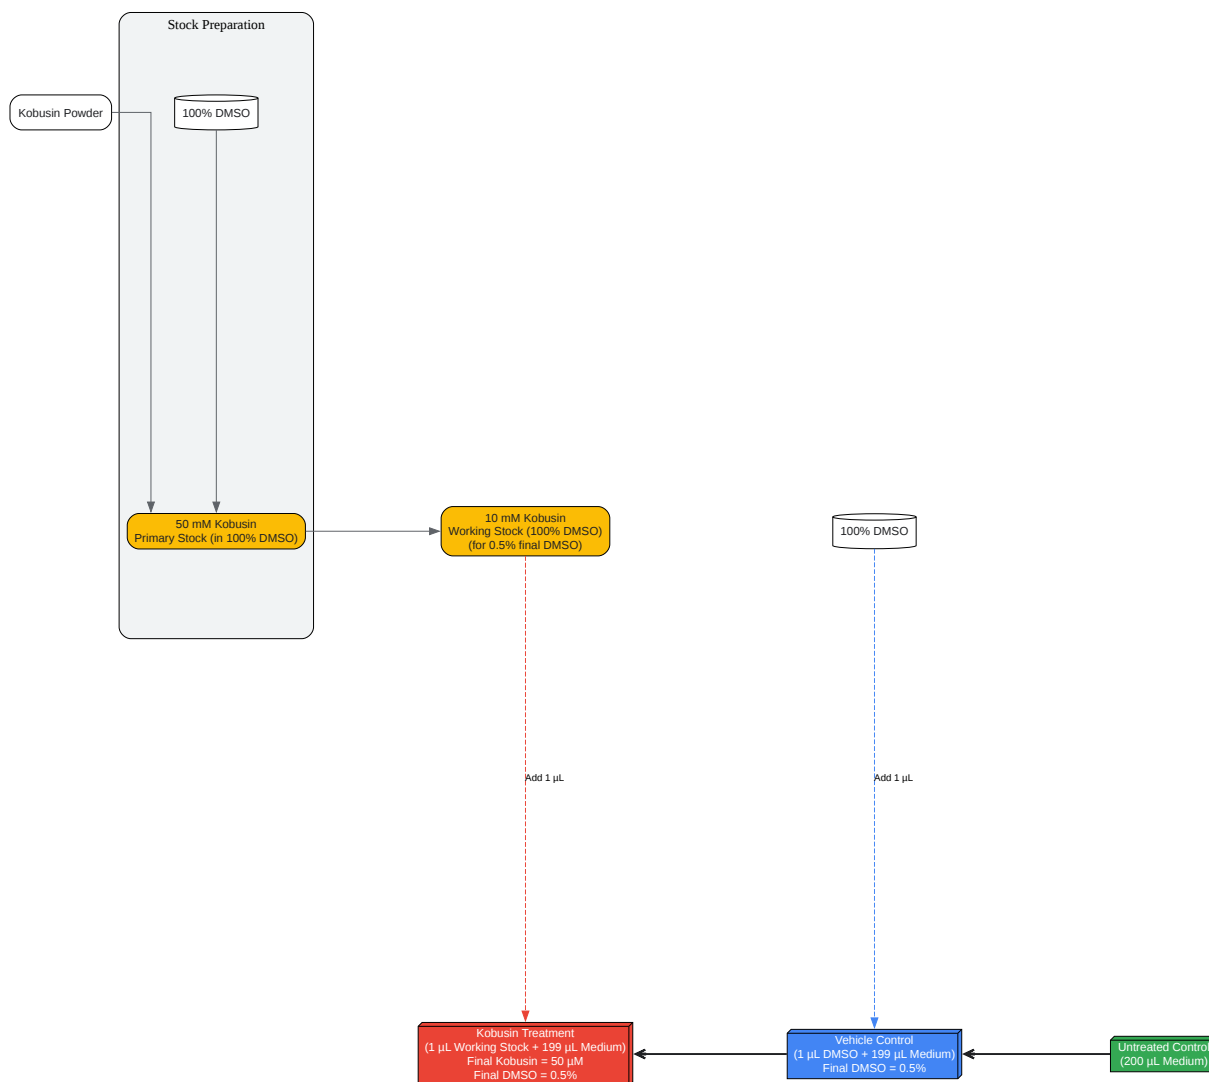 Stock Preparation
Kobusin Powder
100% DMSO
50 mM Kobusin
Primary Stock (in 100% DMSO)
10 mM Kobusin
Working Stock (100% DMSO)
(for 0.5% final DMSO)
100% DMSO
Add 1 µL
Add 1 µL
Kobusin Treatment
(1 µL Working Stock + 199 µL Medium)
Final Kobusin = 50 µM
Final DMSO = 0.5%
Vehicle Control
(1 µL DMSO + 199 µL Medium)
Final DMSO = 0.5%
Untreated Control
(200 µL Medium)